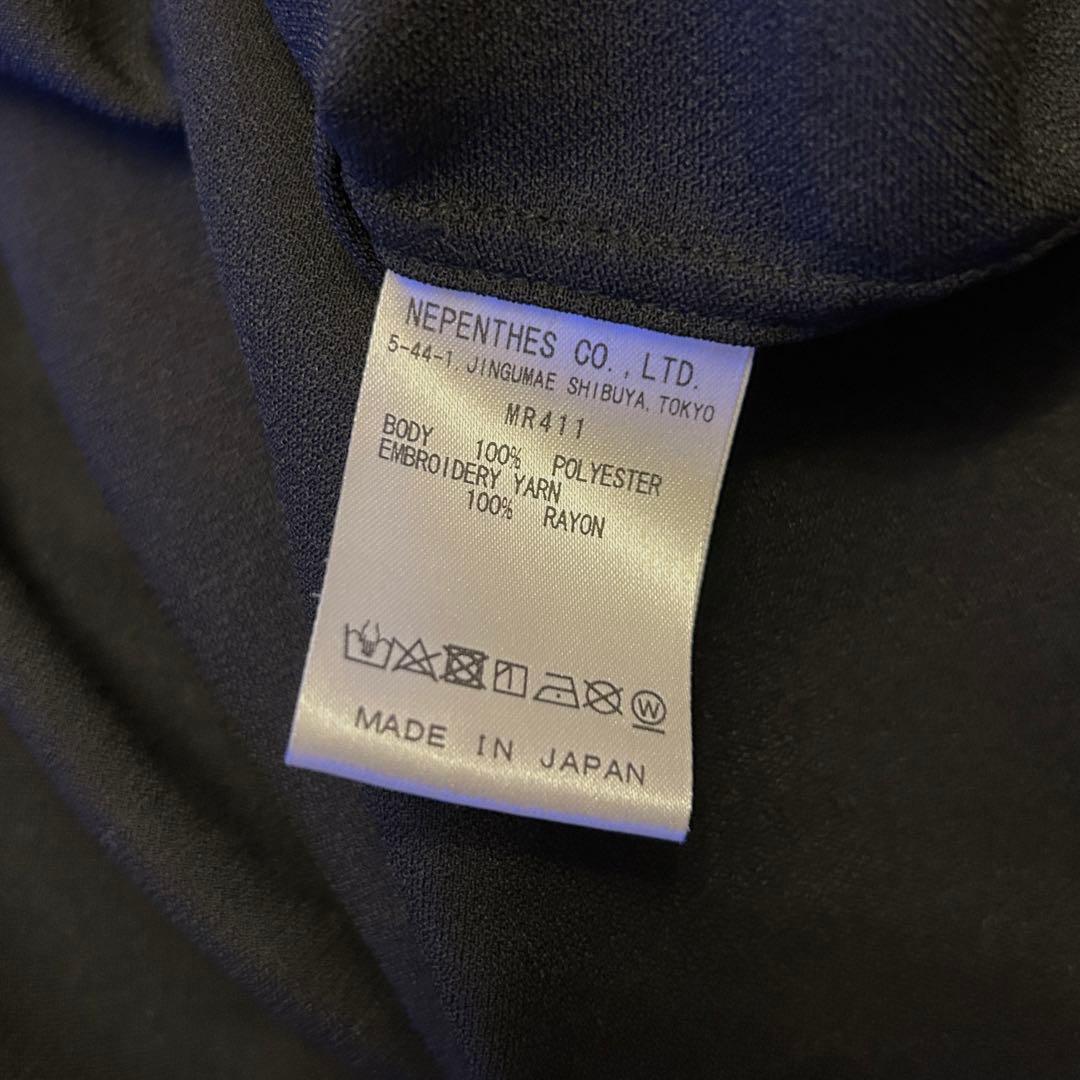 NEPENTHES CO., LTD.
5-44-1, JINGUMAE SHIBUYA, TOKYO
MR411
BODY 100% POLYESTER
EMBROIDERY YARN
100% RAYON
W
MADE IN JAPAN